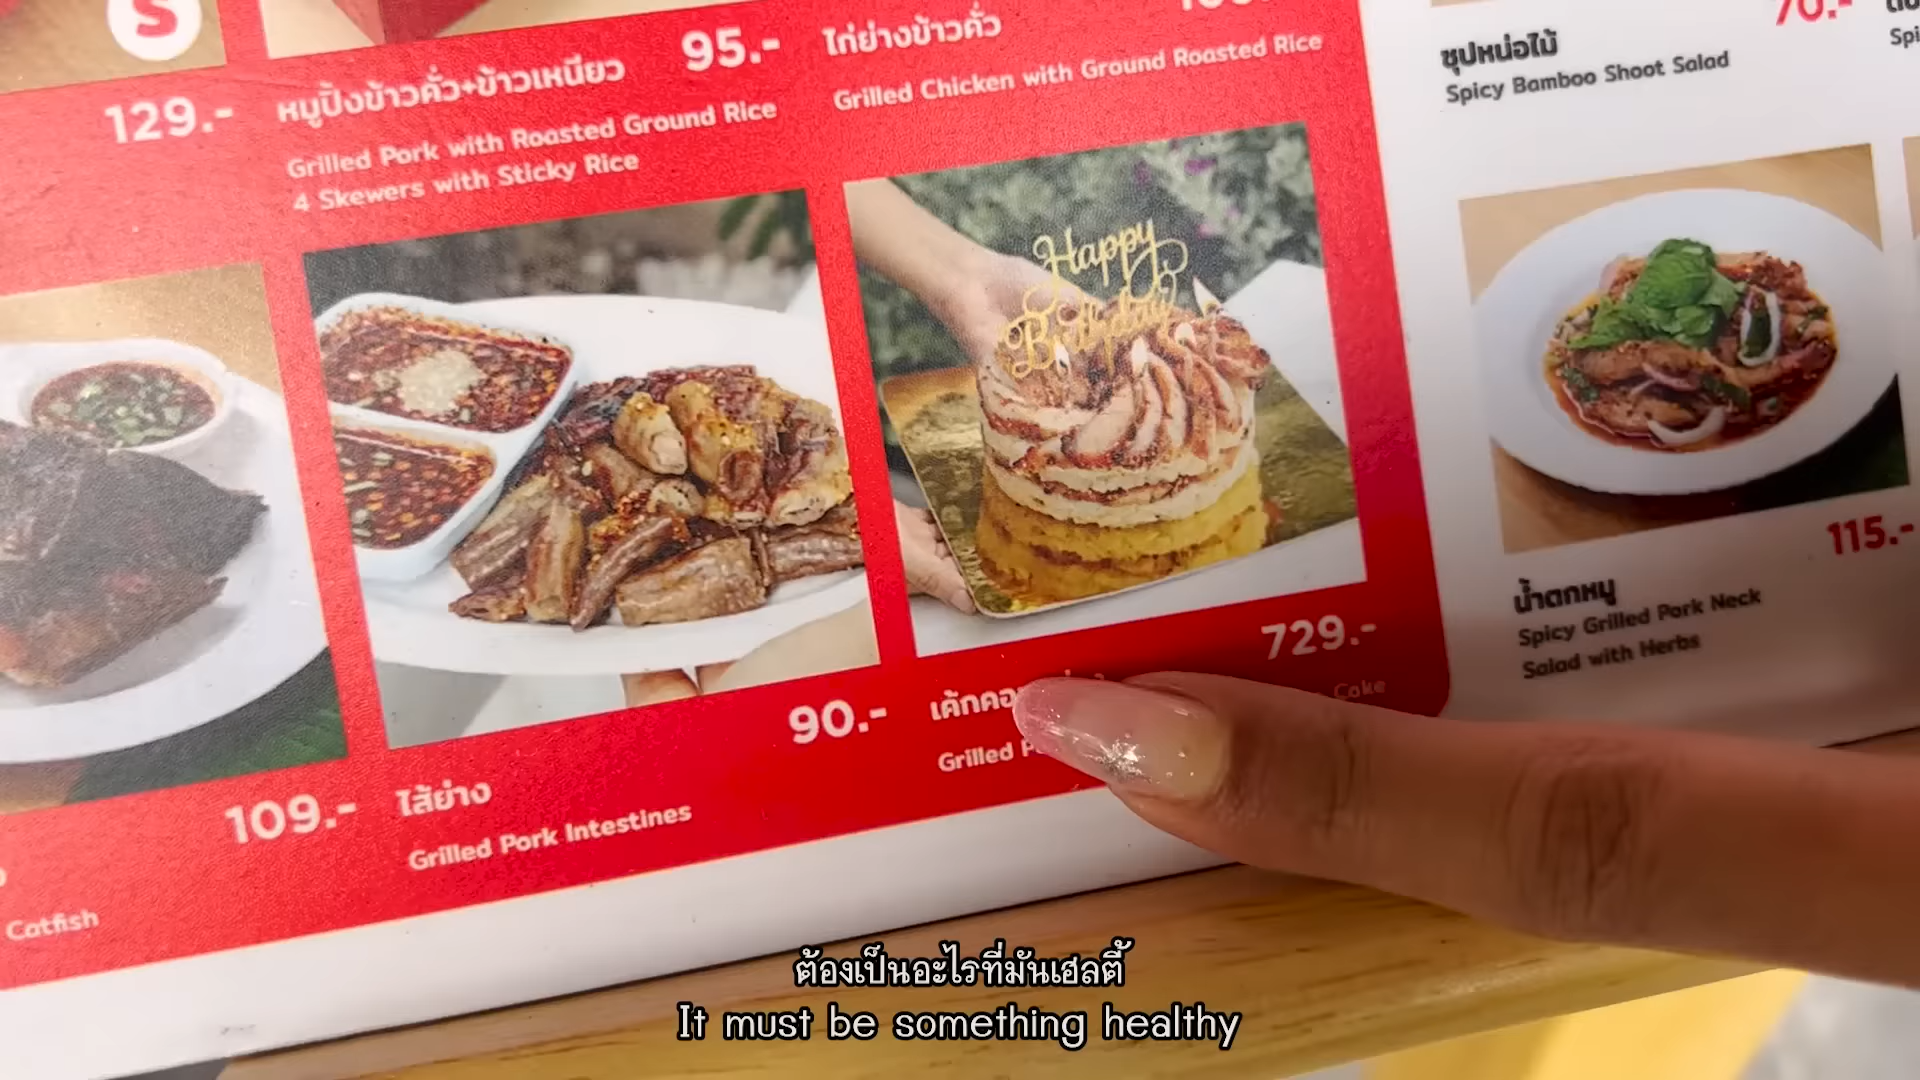 S
129.-
หมูปิ้งข้าวคั่ว+ข้าวเหนียว 95.-
Grilled Pork with Roasted Ground Rice
4 Skewers with Sticky Rice
ไก่ย่างข้าวคั่ว
Grilled Chicken with Ground Roasted Rice
ซุปหน่อไม้ 70.-
Spicy Bamboo Shoot Salad
Happy
Birthday
109.-
Catfish
ไส้ย่าง 90.-
Grilled Pork Intestines
729.-
Grilled
Cake
115.-
น้ำตกหมู
Spicy Grilled Pork Neck
Salad with Herbs
ต้องเป็นอะไรที่มันเฮลตี้
It must be something healthy